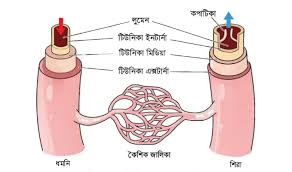 কপাটিকা
লুমেন
টিউনিকা ইনটার্না
টিউনিকা মিডিয়া
টিউনিকা এক্সটার্না
কৈশিক জালিকা
ধমনি
শিরা